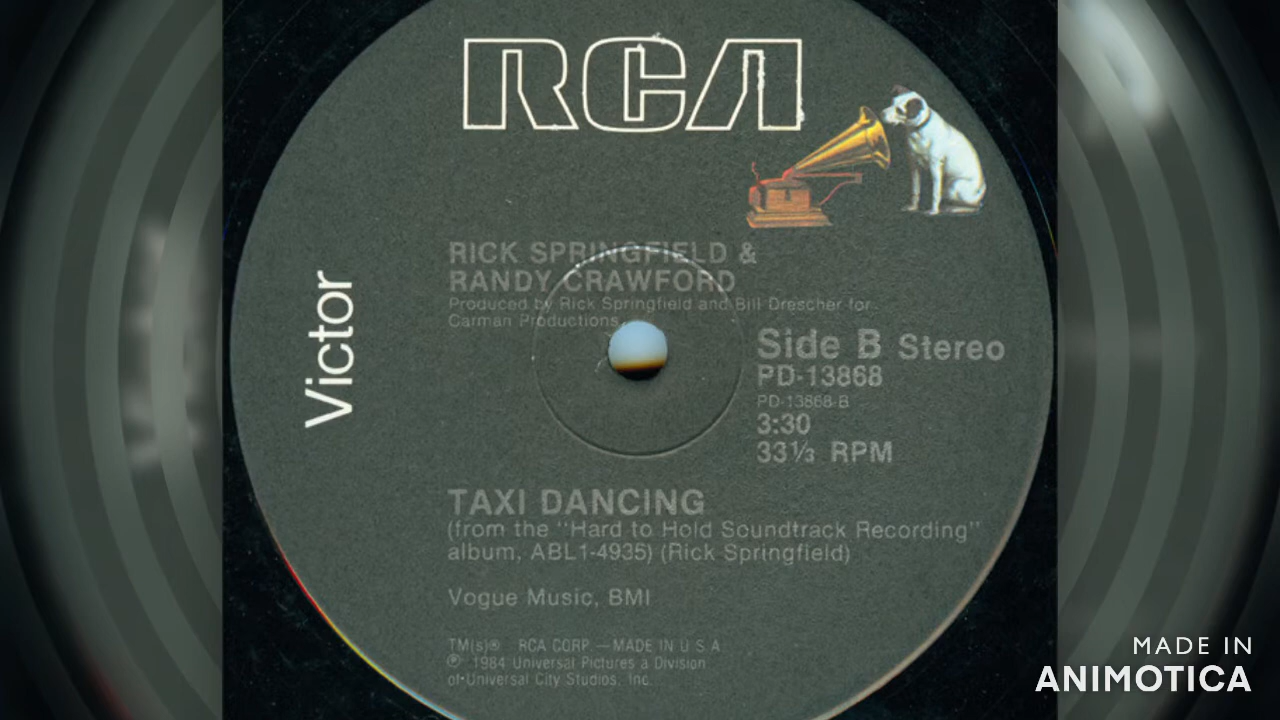 RCA
Victor
RICK SPRINGFIELD &
RANDY CRAWFORD
Produced by Rick Springfield and Bill Drescher for
Carman Productions.
Side B Stereo
PD-13868
PD-13868-B
3:30
33⅓ RPM
TAXI DANCING
(from the "Hard to Hold Soundtrack Recording"
album, ABL1-4935) (Rick Springfield)
Vogue Music, BMI
TM(s)® RCA CORP.—MADE IN U S A
℗ 1984 Universal Pictures a Division
of Universal City Studios, Inc.
MADE IN
ANIMOTICA